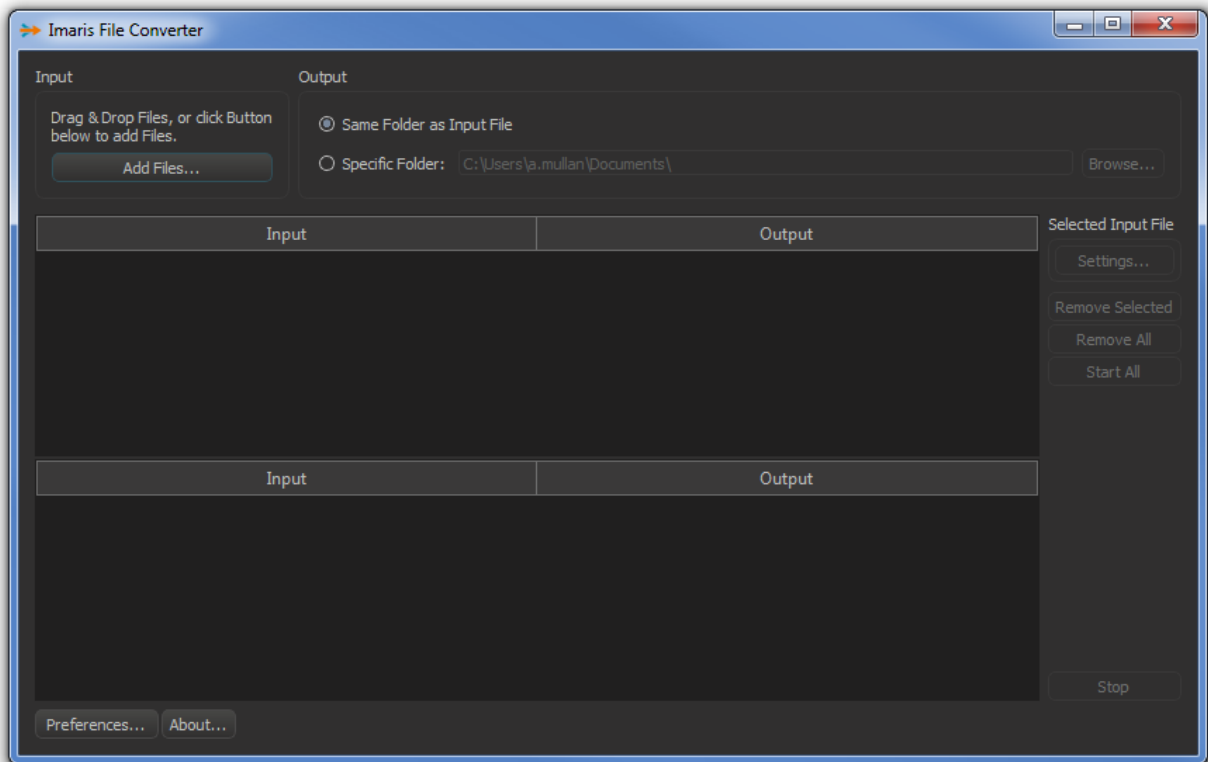 Imaris File Converter
Input
Output
Drag & Drop Files, or click Button
below to add Files.
Add Files...
Same Folder as Input File
Specific Folder: C:\Users\a.mullan\Documents\ Browse...
Input Output
Selected Input File
Settings...
Remove Selected
Remove All
Start All
Input Output
Stop
Preferences... About...